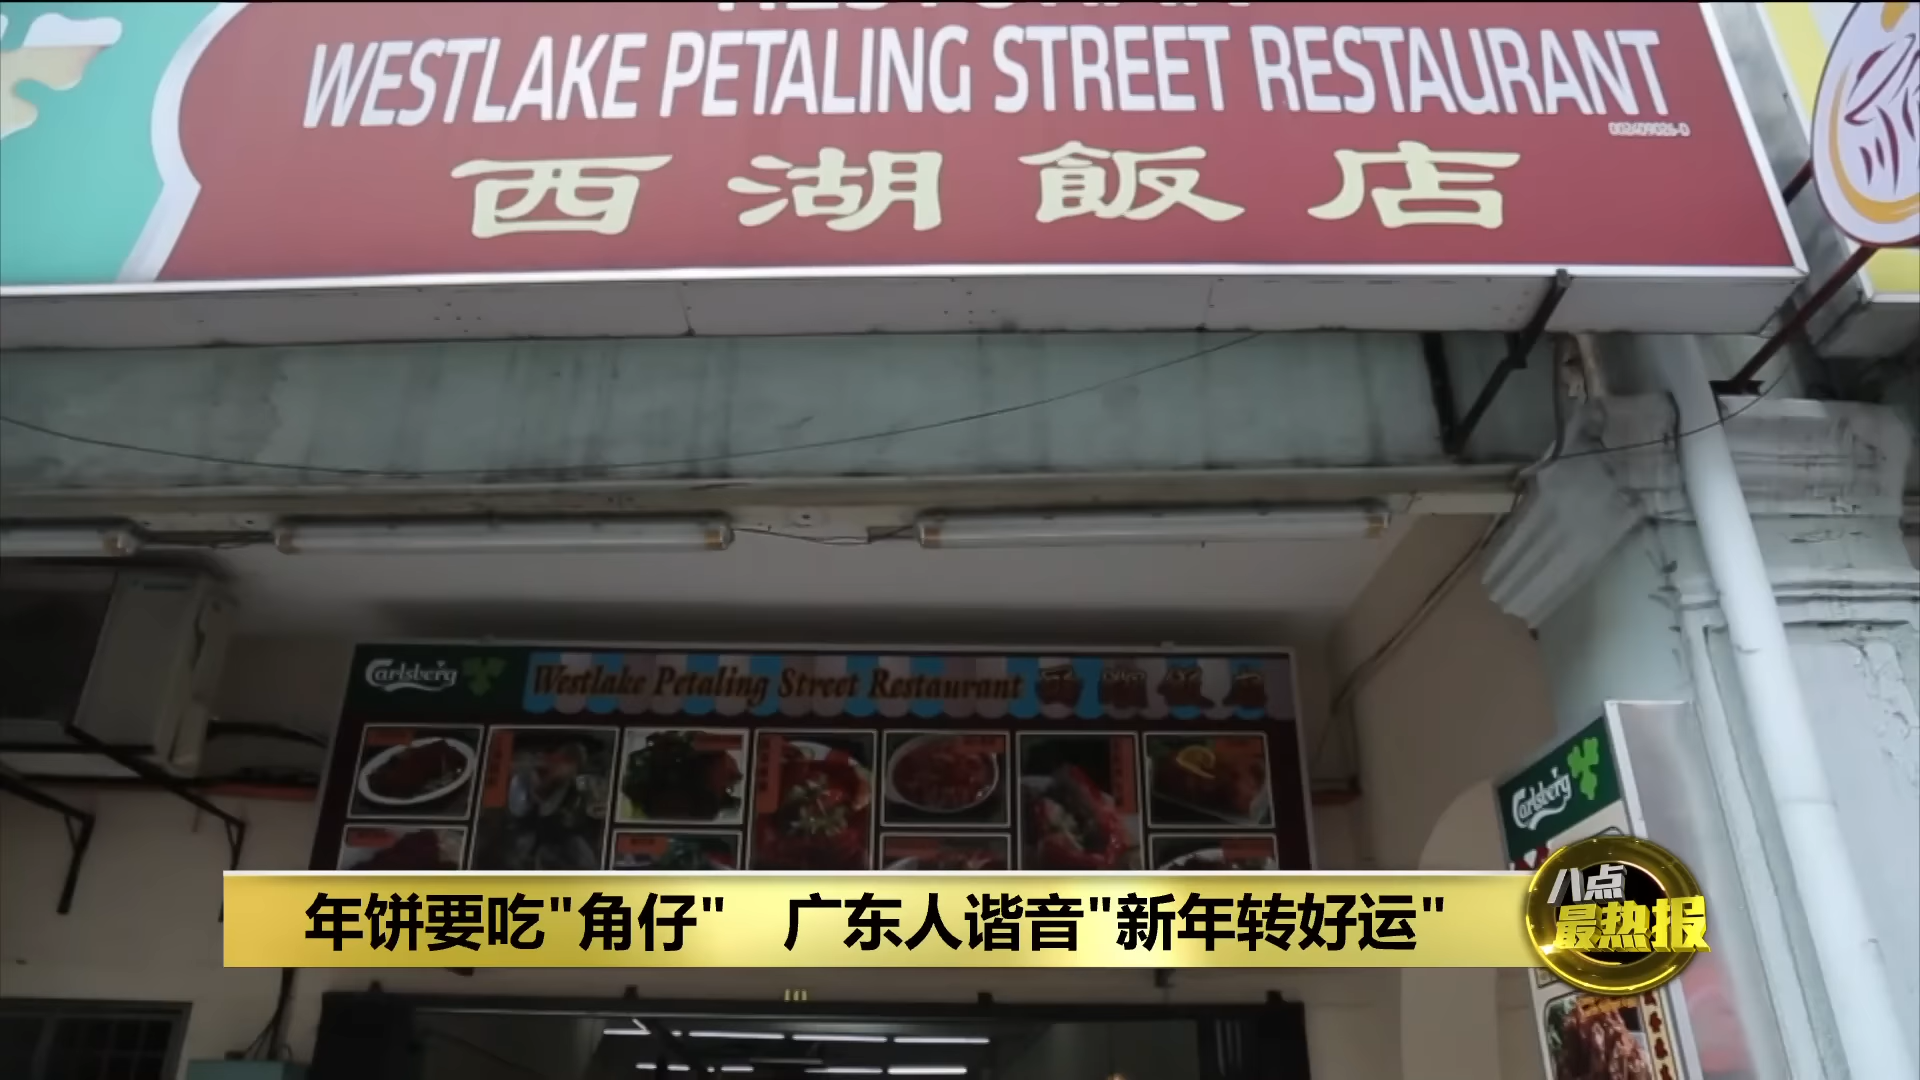 WESTLAKE PETALING STREET RESTAURANT
002409026-D
西湖飯店
Carlsberg
Westlake Petaling Street Restaurant
Carlsberg
年饼要吃"角仔" 广东人谐音"新年转好运"
八点
最热报